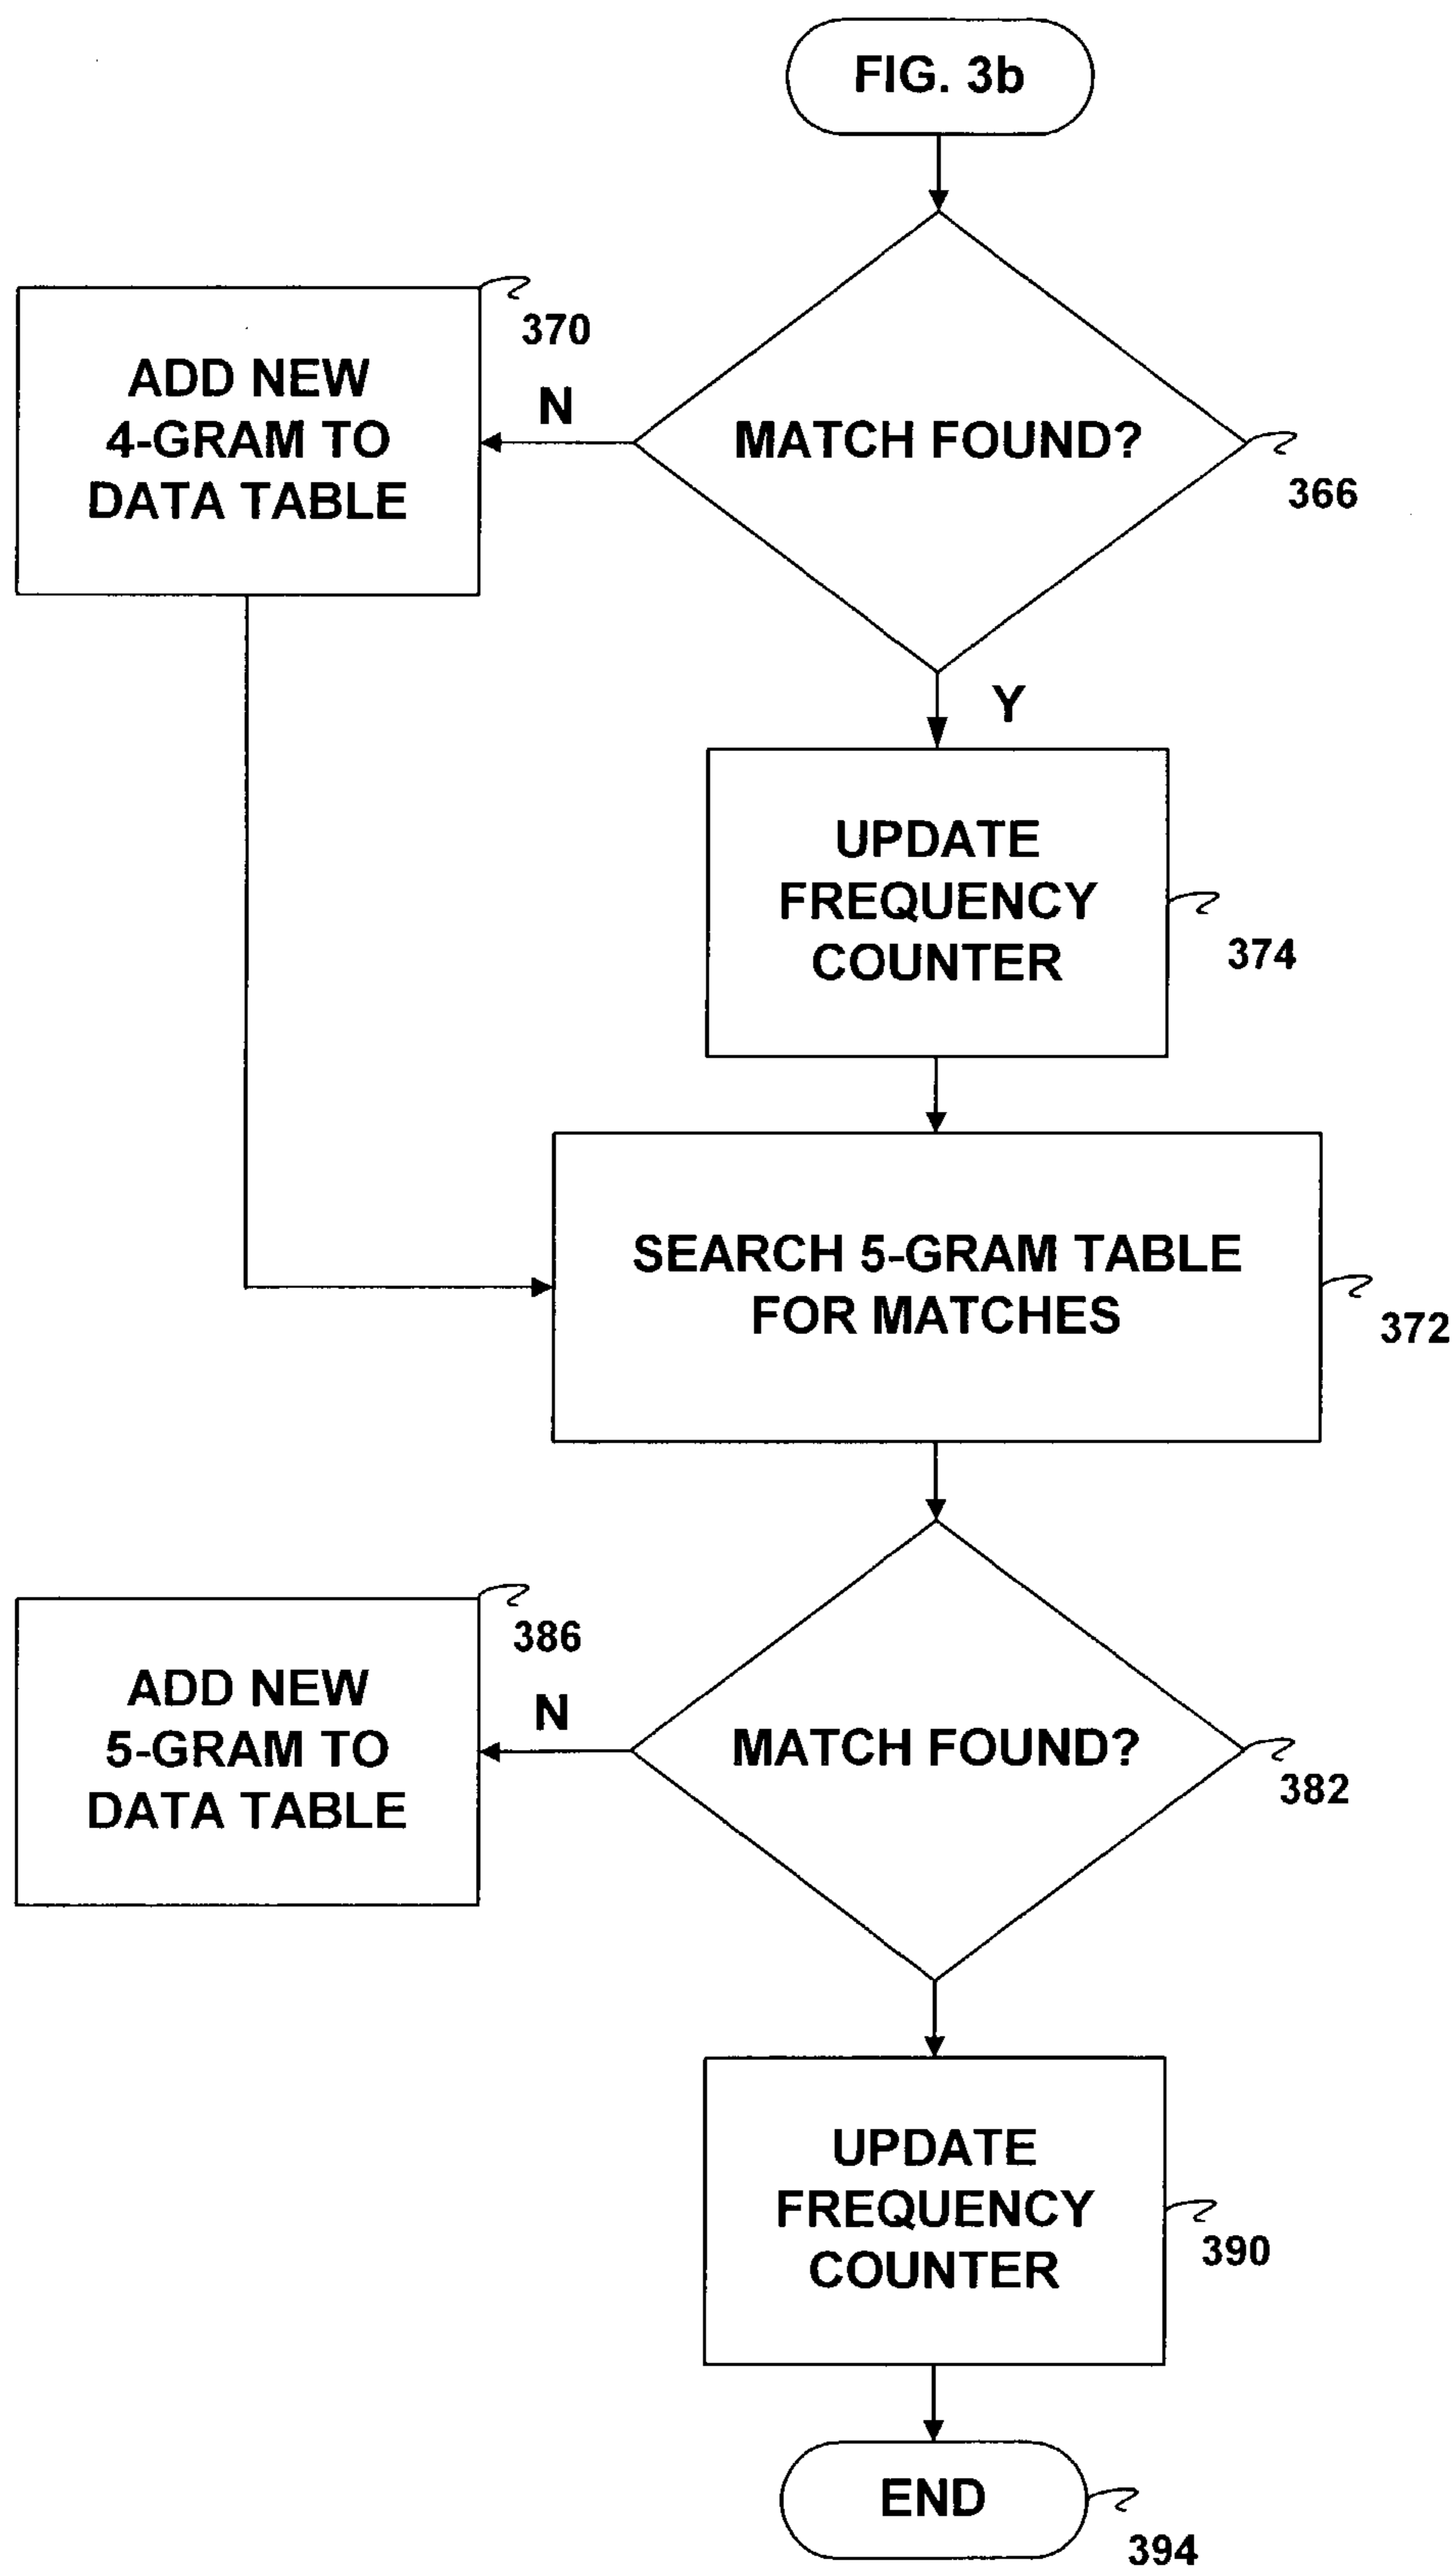 FIG. 3b
370
ADD NEW
4-GRAM TO
DATA TABLE
N
MATCH FOUND?
366
Y
UPDATE
FREQUENCY
COUNTER
374
SEARCH 5-GRAM TABLE
FOR MATCHES
372
386
ADD NEW
5-GRAM TO
DATA TABLE
N
MATCH FOUND?
382
UPDATE
FREQUENCY
COUNTER
390
END
394